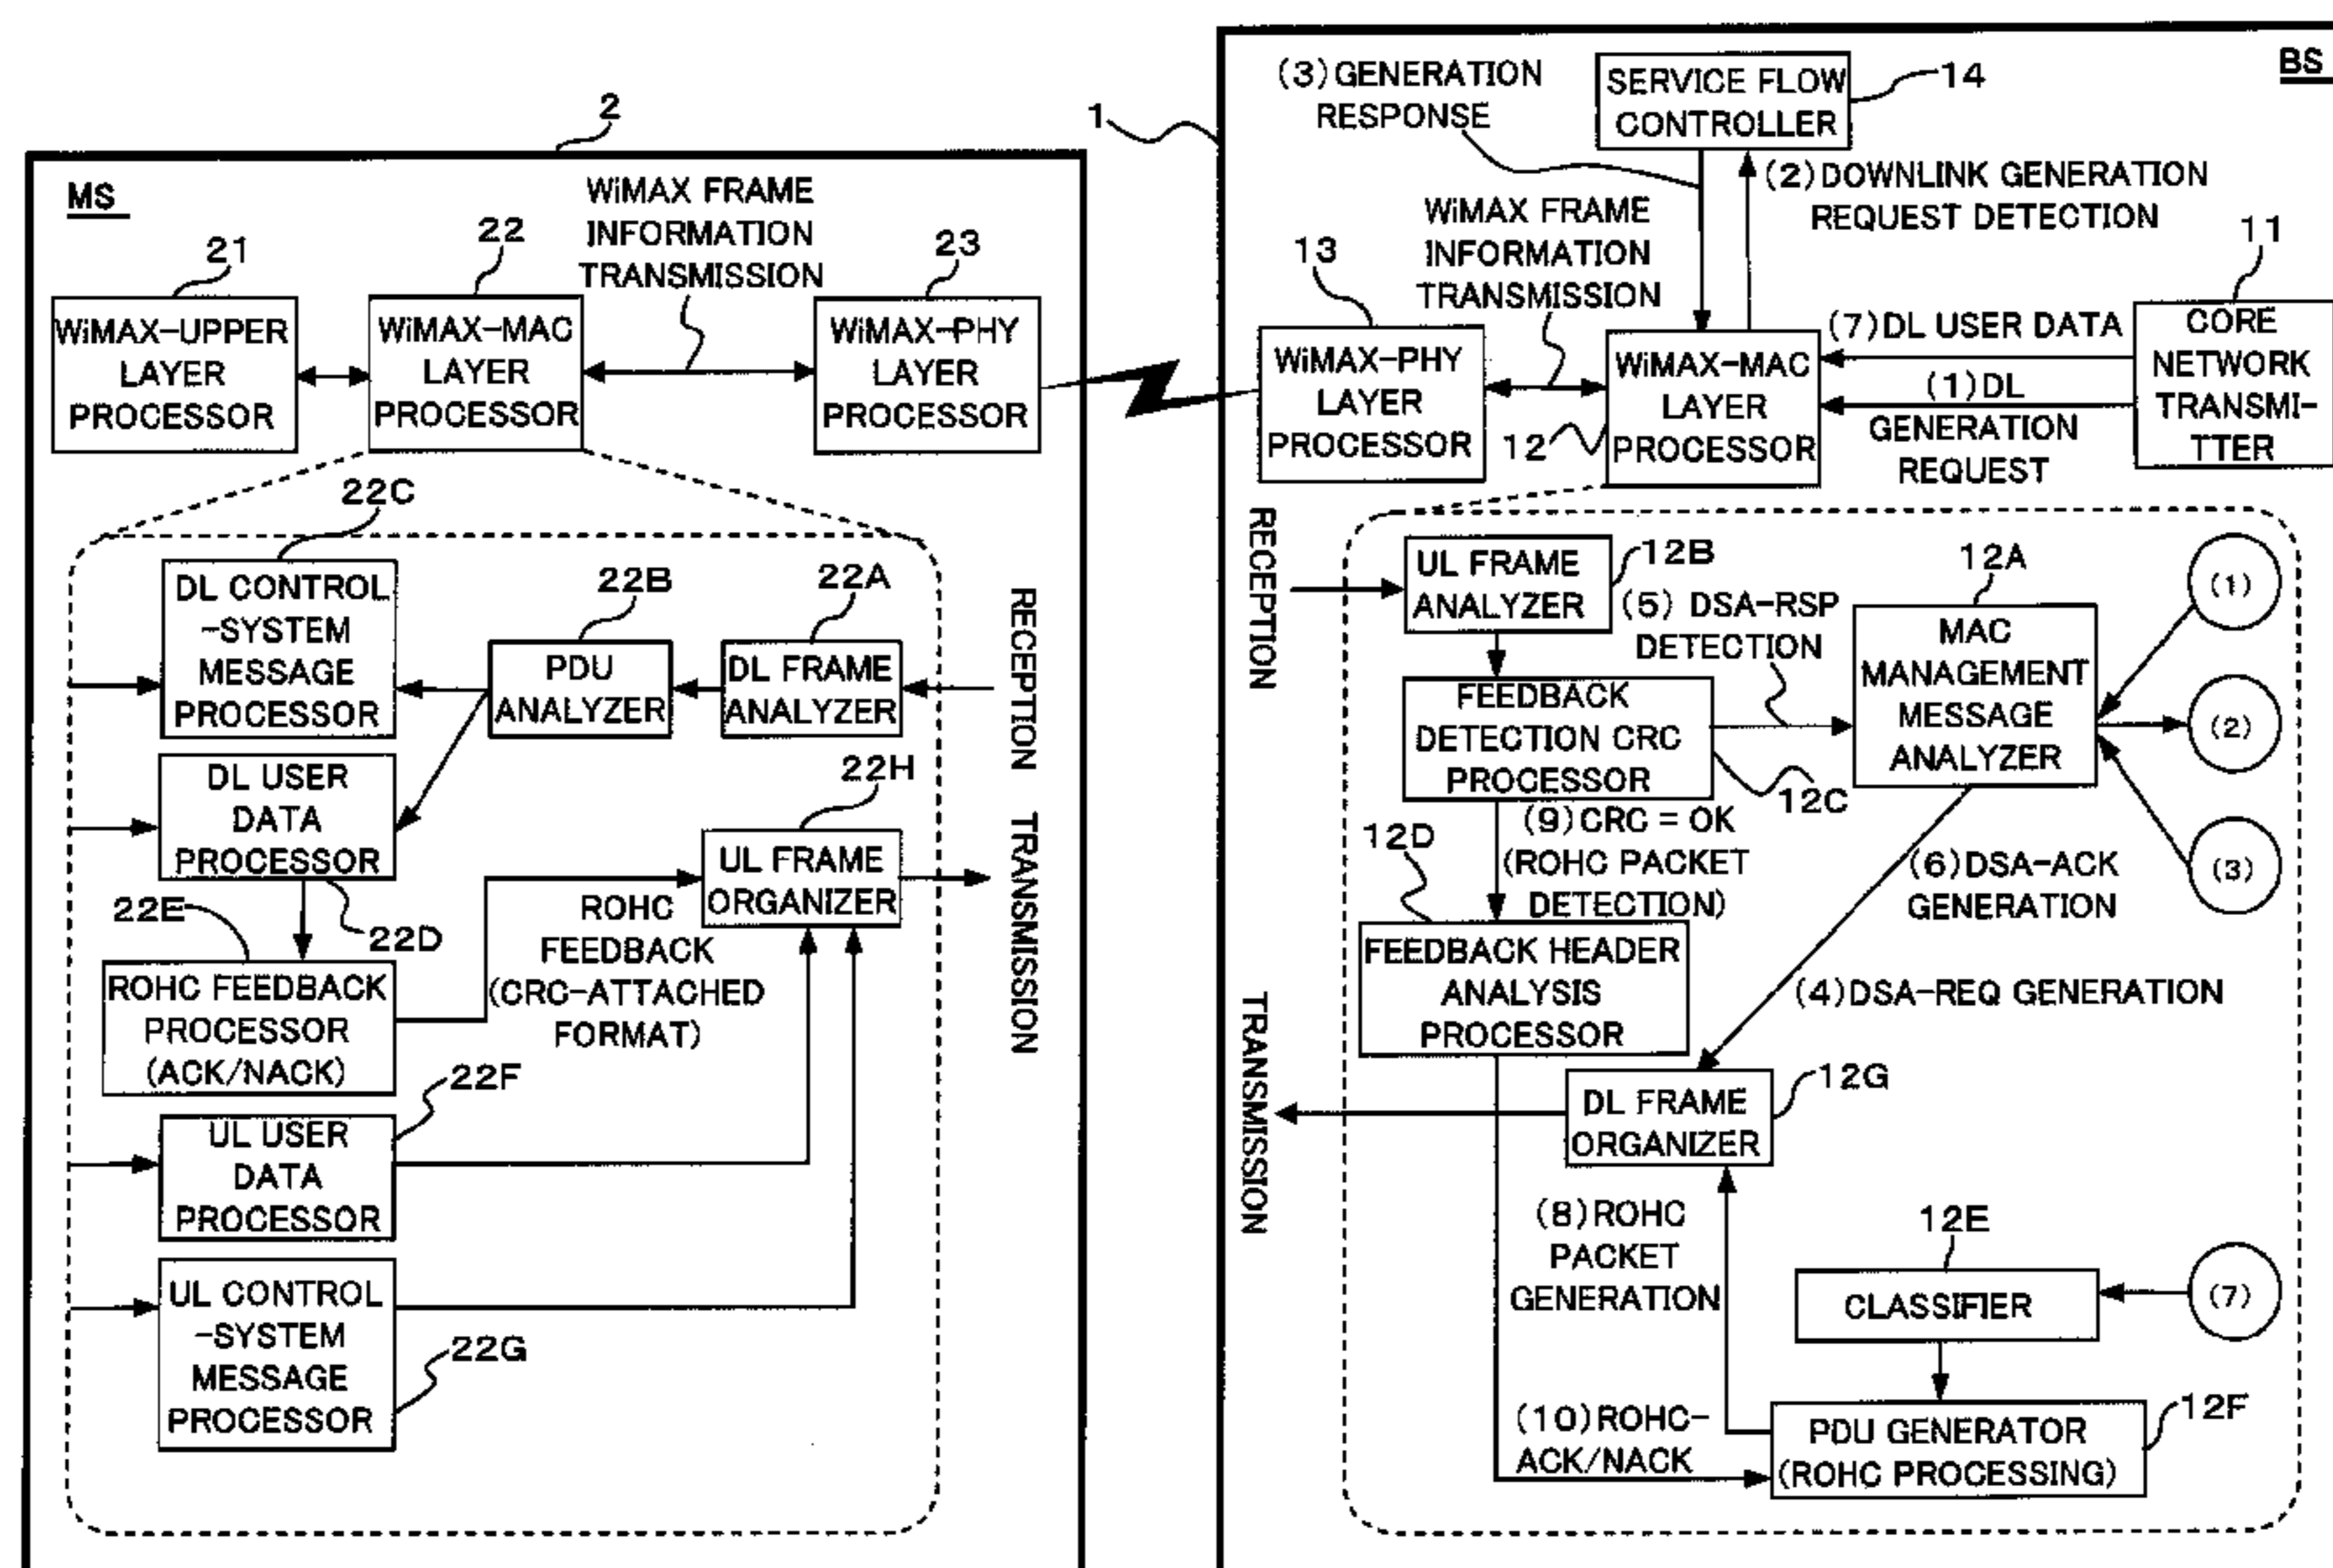 2
MS
WiMAX FRAME
INFORMATION
TRANSMISSION
21
22
23
WiMAX-UPPER
LAYER
PROCESSOR
WiMAX-MAC
LAYER
PROCESSOR
WiMAX-PHY
LAYER
PROCESSOR
22C
DL CONTROL
-SYSTEM
MESSAGE
PROCESSOR
22B
PDU
ANALYZER
22A
DL FRAME
ANALYZER
RECEPTION
DL USER
DATA
PROCESSOR
22D
22H
UL FRAME
ORGANIZER
TRANSMISSION
22E
ROHC FEEDBACK
PROCESSOR
(ACK/NACK)
ROHC
FEEDBACK
(CRC-ATTACHED
FORMAT)
22F
UL USER
DATA
PROCESSOR
UL CONTROL
-SYSTEM
MESSAGE
PROCESSOR
22G
1
BS
(3)GENERATION
RESPONSE
SERVICE FLOW
CONTROLLER
14
(2)DOWNLINK GENERATION
REQUEST DETECTION
WiMAX FRAME
INFORMATION
TRANSMISSION
13
WiMAX-PHY
LAYER
PROCESSOR
12
WiMAX-MAC
LAYER
PROCESSOR
(7)DL USER DATA
(1)DL
GENERATION
REQUEST
11
CORE
NETWORK
TRANSMI-
TTER
RECEPTION
UL FRAME
ANALYZER
12B
(5) DSA-RSP
DETECTION
12A
MAC
MANAGEMENT
MESSAGE
ANALYZER
(1)
(2)
(3)
FEEDBACK
DETECTION CRC
PROCESSOR
12C
(9)CRC = OK
(ROHC PACKET
DETECTION)
12D
FEEDBACK HEADER
ANALYSIS
PROCESSOR
(6)DSA-ACK
GENERATION
(4)DSA-REQ GENERATION
TRANSMISSION
12G
DL FRAME
ORGANIZER
(8)ROHC
PACKET
GENERATION
12E
CLASSIFIER
(7)
(10)ROHC-
ACK/NACK
12F
PDU GENERATOR
(ROHC PROCESSING)